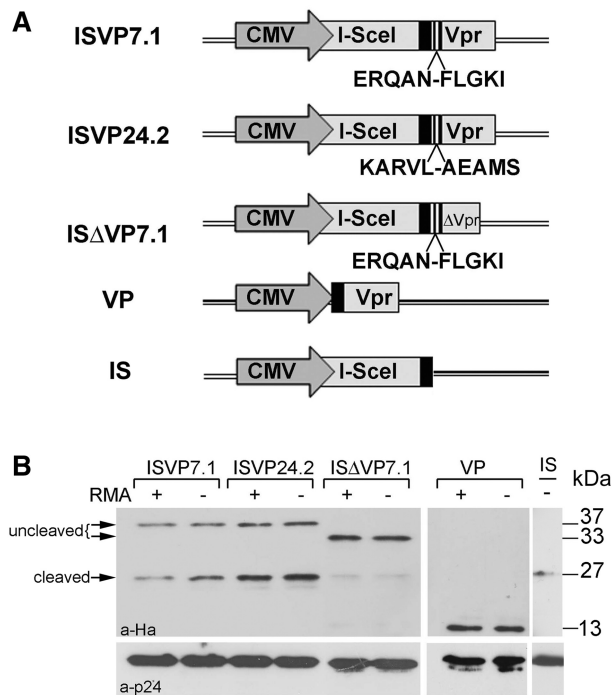 A
ISVP7.1
CMV I-SceI Vpr
ERQAN-FLGKI
ISVP24.2
CMV I-SceI Vpr
KARVL-AEAMS
ISΔVP7.1
CMV I-SceI ΔVpr
ERQAN-FLGKI
VP
CMV Vpr
IS
CMV I-SceI
B
ISVP7.1 ISVP24.2 ISΔVP7.1 VP IS
RMA + - + - + - + - - kDa
uncleaved{ 37
33
cleaved 27
a-Ha 13
a-p24